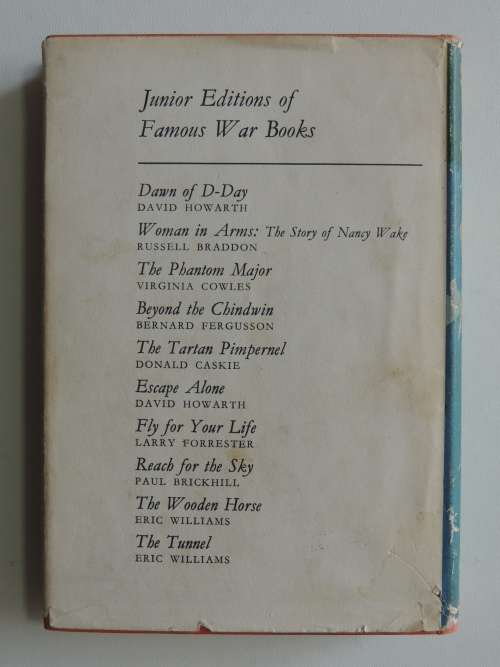 Junior Editions of
Famous War Books
Dawn of D-Day
DAVID HOWARTH
Woman in Arms: The Story of Nancy Wake
RUSSELL BRADDON
The Phantom Major
VIRGINIA COWLES
Beyond the Chindwin
BERNARD FERGUSSON
The Tartan Pimpernel
DONALD CASKIE
Escape Alone
DAVID HOWARTH
Fly for Your Life
LARRY FORRESTER
Reach for the Sky
PAUL BRICKHILL
The Wooden Horse
ERIC WILLIAMS
The Tunnel
ERIC WILLIAMS